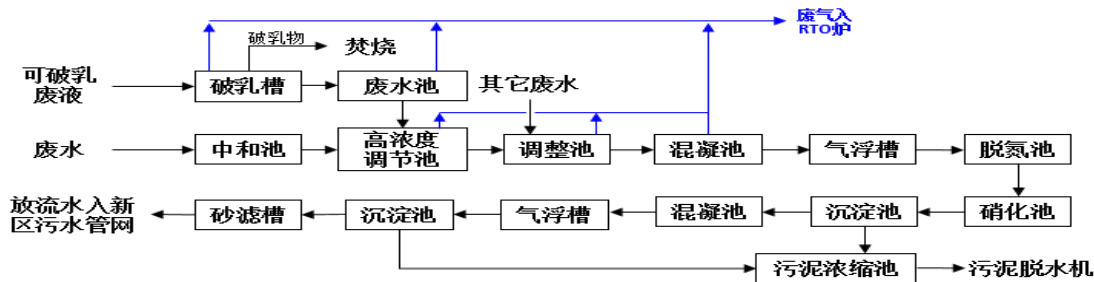 废气入
RTO炉
破乳物
焚烧
可破乳
废液
破乳槽
废水池
其它废水
废水
中和池
高浓度
调节池
调整池
混凝池
气浮槽
脱氮池
放流水入新
区污水管网
砂滤槽
沉淀池
气浮槽
混凝池
沉淀池
硝化池
污泥浓缩池
污泥脱水机